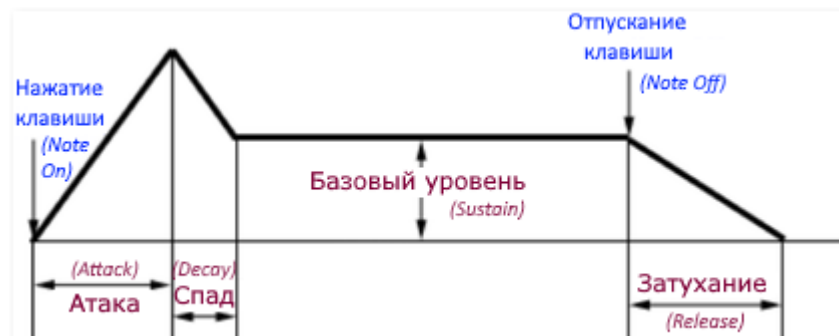 Нажатие
клавиши
(Note
On)
Отпускание
клавиши
(Note Off)
Базовый уровень
(Sustain)
(Attack)
Атака
(Decay)
Спад
Затухание
(Release)